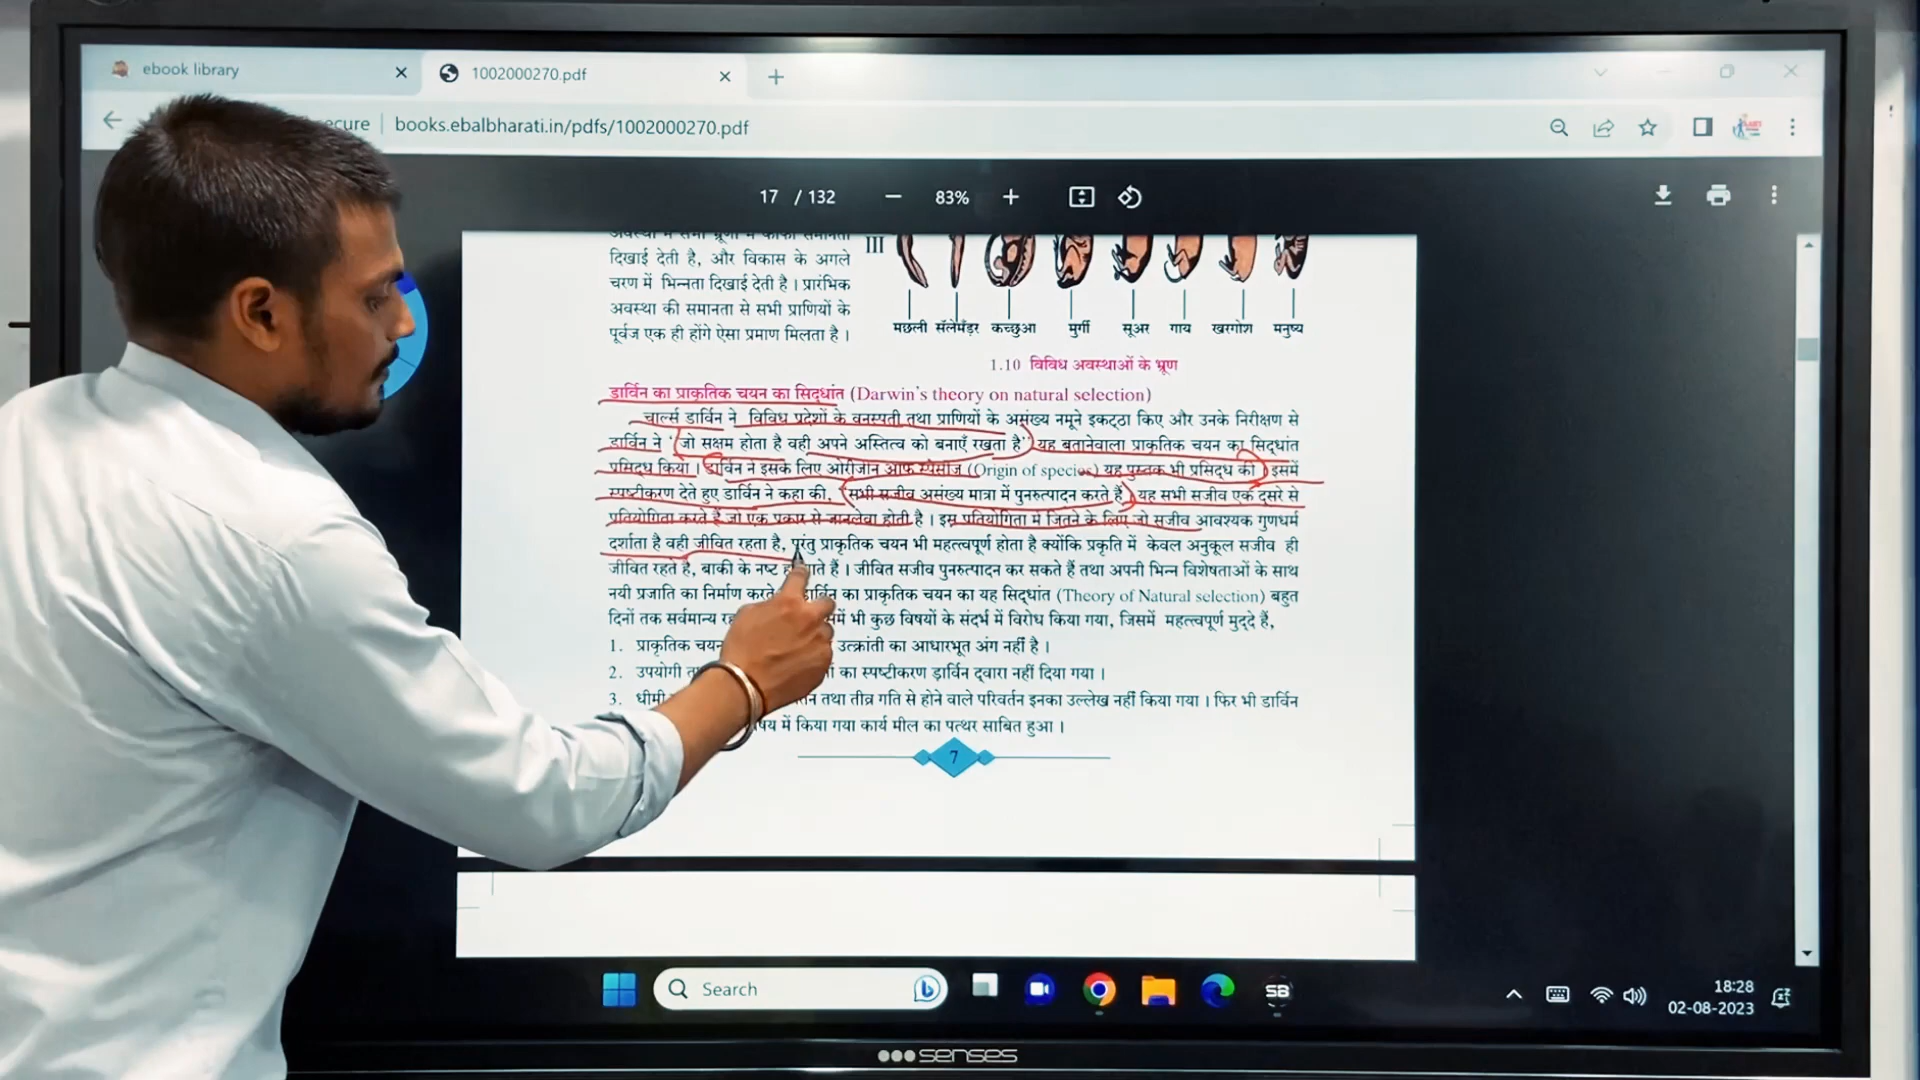 ebook library
1002000270.pdf
ecure
books.ebalbharati.in/pdfs/1002000270.pdf
17 / 132
83%
दिखाई देती है, और विकास के अगले
चरण में भिन्नता दिखाई देती है । प्रारंभिक
अवस्था की समानता से सभी प्राणियों के
पूर्वज एक ही होंगे ऐसा प्रमाण मिलता है ।
III
मछली सॅलेमँडर कच्छुआ मुर्गी सूअर गाय खरगोश मनुष्य
1.10 विविध अवस्थाओं के भ्रूण
डार्विन का प्राकृतिक चयन का सिद्धांत (Darwin's theory on natural selection)
चार्ल्स डार्विन ने विविध प्रदेशों के वनस्पती तथा प्राणियों के असंख्य नमूने इकट्ठा किए और उनके निरीक्षण से
डार्विन ने 'जो सक्षम होता है वही अपने अस्तित्व को बनाएँ रखता है'' यह बतानेवाला प्राकृतिक चयन का सिद्धांत
प्रसिद्ध किया । डार्विन ने इसके लिए ओरीजीन ऑफ स्पेसीज (Origin of species) यह पुस्तक भी प्रसिद्ध की । इसमें
स्पष्टीकरण देते हुए डार्विन ने कहा की, सभी सजीव असंख्य मात्रा में पुनरुत्पादन करते हैं, यह सभी सजीव एक दूसरे से
प्रतियोगिता करते हैं जो एक प्रकार से जानलेवा होती है । इस प्रतियोगिता में जितने के लिए जो सजीव आवश्यक गुणधर्म
दर्शाता है वही जीवित रहता है, परंतु प्राकृतिक चयन भी महत्त्वपूर्ण होता है क्योंकि प्रकृति में केवल अनुकूल सजीव ही
जीवित रहते है, बाकी के नष्ट हो जाते हैं । जीवित सजीव पुनरुत्पादन कर सकते हैं तथा अपनी भिन्न विशेषताओं के साथ
नयी प्रजाति का निर्माण करते डार्विन का प्राकृतिक चयन का यह सिद्धांत (Theory of Natural selection) बहुत
दिनों तक सर्वमान्य भी कुछ विषयों के संदर्भ में विरोध किया गया, जिसमें महत्त्वपूर्ण मुद्दे हैं,
1. प्राकृतिक चयन उत्क्रांती का आधारभूत अंग नहीं है ।
2. उपयोगी का स्पष्टीकरण ड़ार्विन द्वारा नहीं दिया गया ।
3. धीमी तथा तीव्र गति से होने वाले परिवर्तन इनका उल्लेख नहीं किया गया । फिर भी डार्विन
में किया गया कार्य मील का पत्थर साबित हुआ ।
7
Search
SB
18:28
02-08-2023
senses